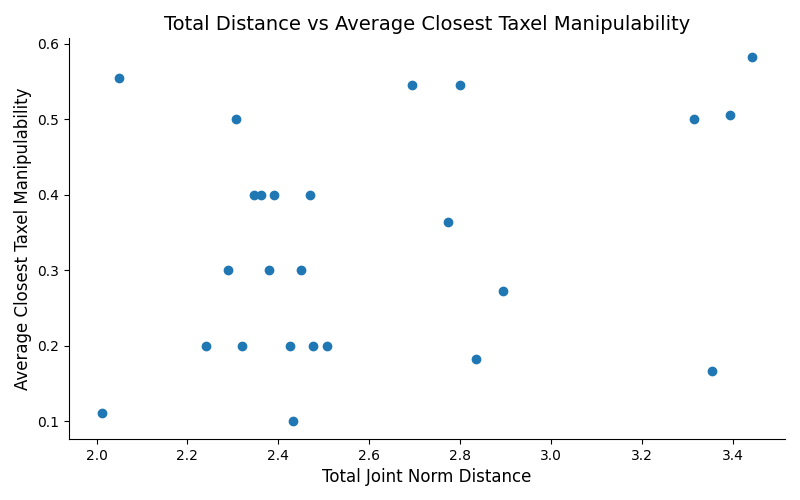 Total Distance vs Average Closest Taxel Manipulability
Average Closest Taxel Manipulability
0.6
0.5
0.4
0.3
0.2
0.1
2.0 2.2 2.4 2.6 2.8 3.0 3.2 3.4
Total Joint Norm Distance